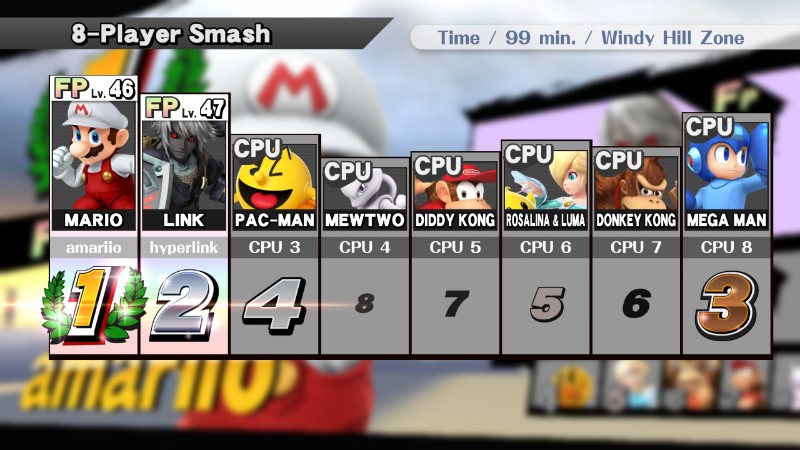 8-Player Smash
Time / 99 min. / Windy Hill Zone
FP Lv. 46
FP Lv. 47
CPU
CPU
CPU
CPU
CPU
CPU
MARIO
LINK
PAC-MAN
MEWTWO
DIDDY KONG
ROSALINA & LUMA
DONKEY KONG
MEGA MAN
amariio
hyperlink
CPU 3
CPU 4
CPU 5
CPU 6
CPU 7
CPU 8
1
2
4
8
7
5
6
3
amariio